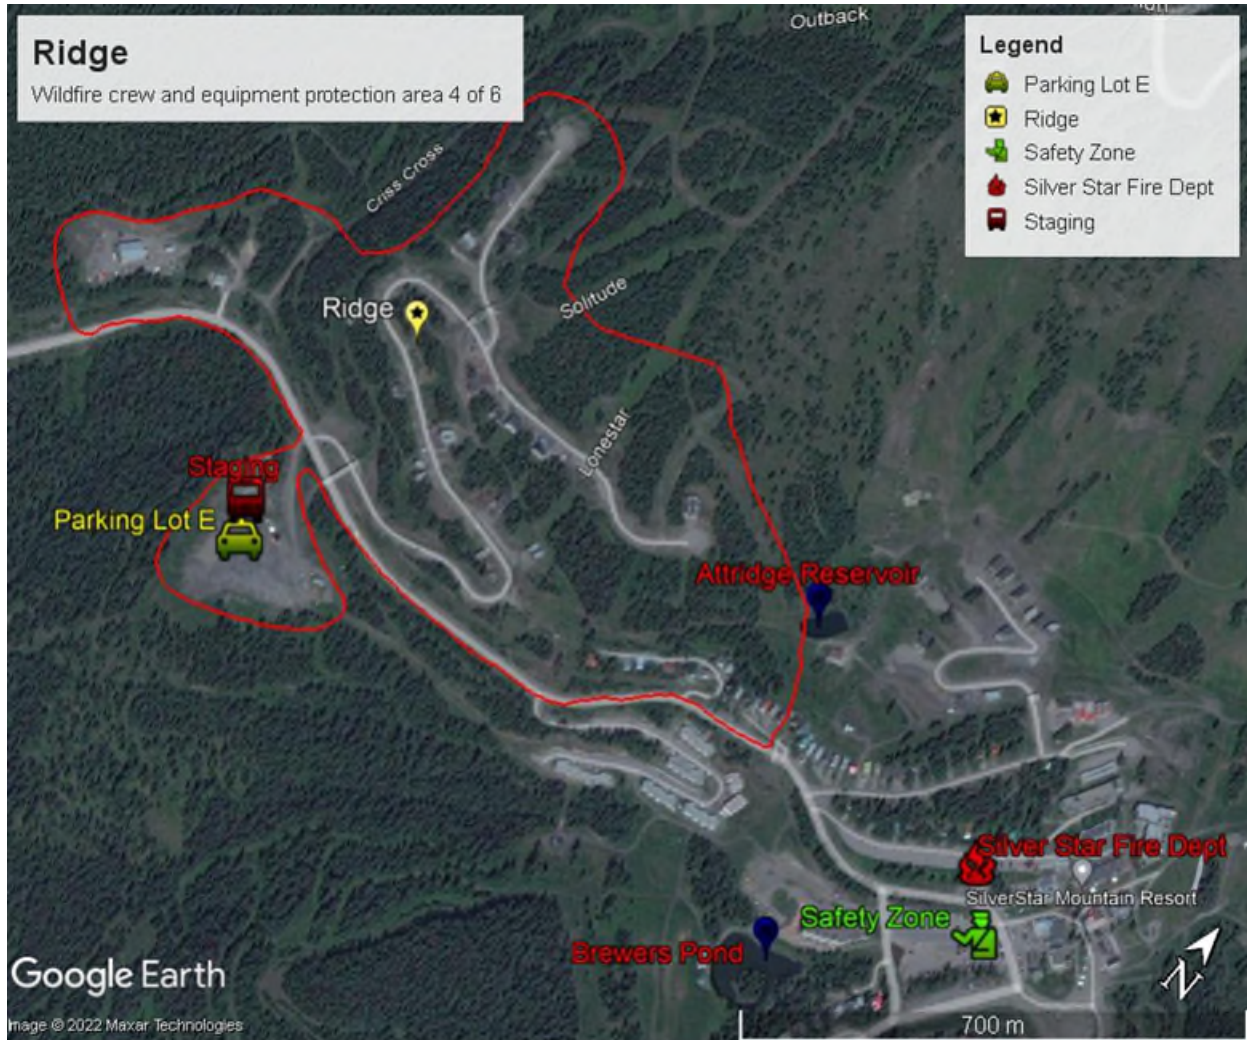 Outback
Ridge
Wildfire crew and equipment protection area 4 of 6
Legend
Parking Lot E
Ridge
Safety Zone
Silver Star Fire Dept
Staging
Criss Cross
Ridge
Solitude
Lonestar
Staging
Parking Lot E
Attridge Reservoir
Silver Star Fire Dept
SilverStar Mountain Resort
Safety Zone
Brewers Pond
N
Google Earth
Image © 2022 Maxar Technologies
700 m